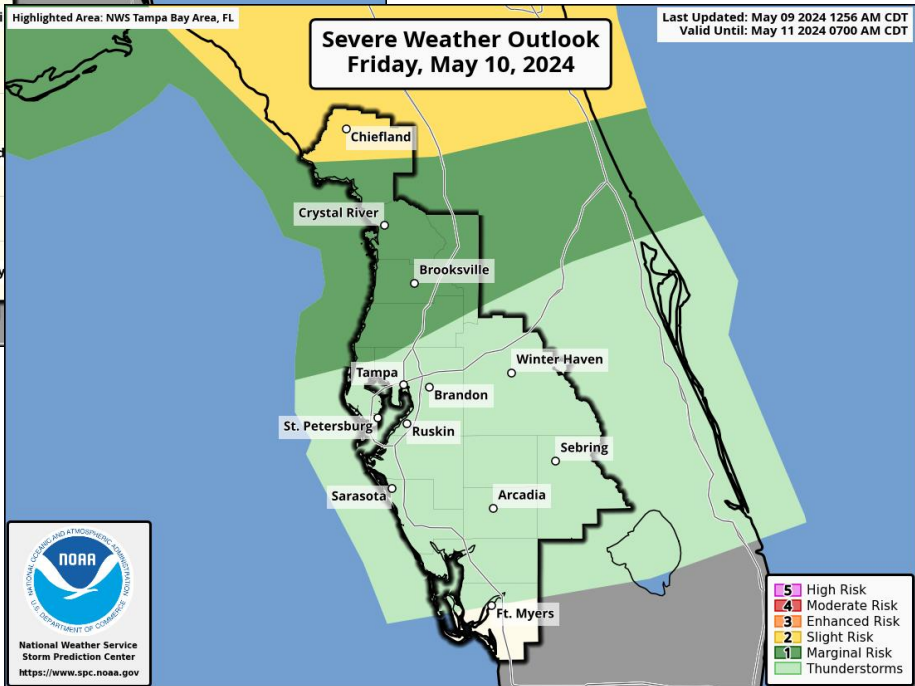 Highlighted Area: NWS Tampa Bay Area, FL
Severe Weather Outlook
Friday, May 10, 2024
Last Updated: May 09 2024 1256 AM CDT
Valid Until: May 11 2024 0700 AM CDT
Chiefland
Crystal River
Brooksville
Winter Haven
Tampa
Brandon
St. Petersburg
Ruskin
Sebring
Sarasota
Arcadia
Ft. Myers
NATIONAL OCEANIC AND ATMOSPHERIC ADMINISTRATION
NOAA
U.S. DEPARTMENT OF COMMERCE
National Weather Service
Storm Prediction Center
https://www.spc.noaa.gov
5 High Risk
4 Moderate Risk
3 Enhanced Risk
2 Slight Risk
1 Marginal Risk
Thunderstorms